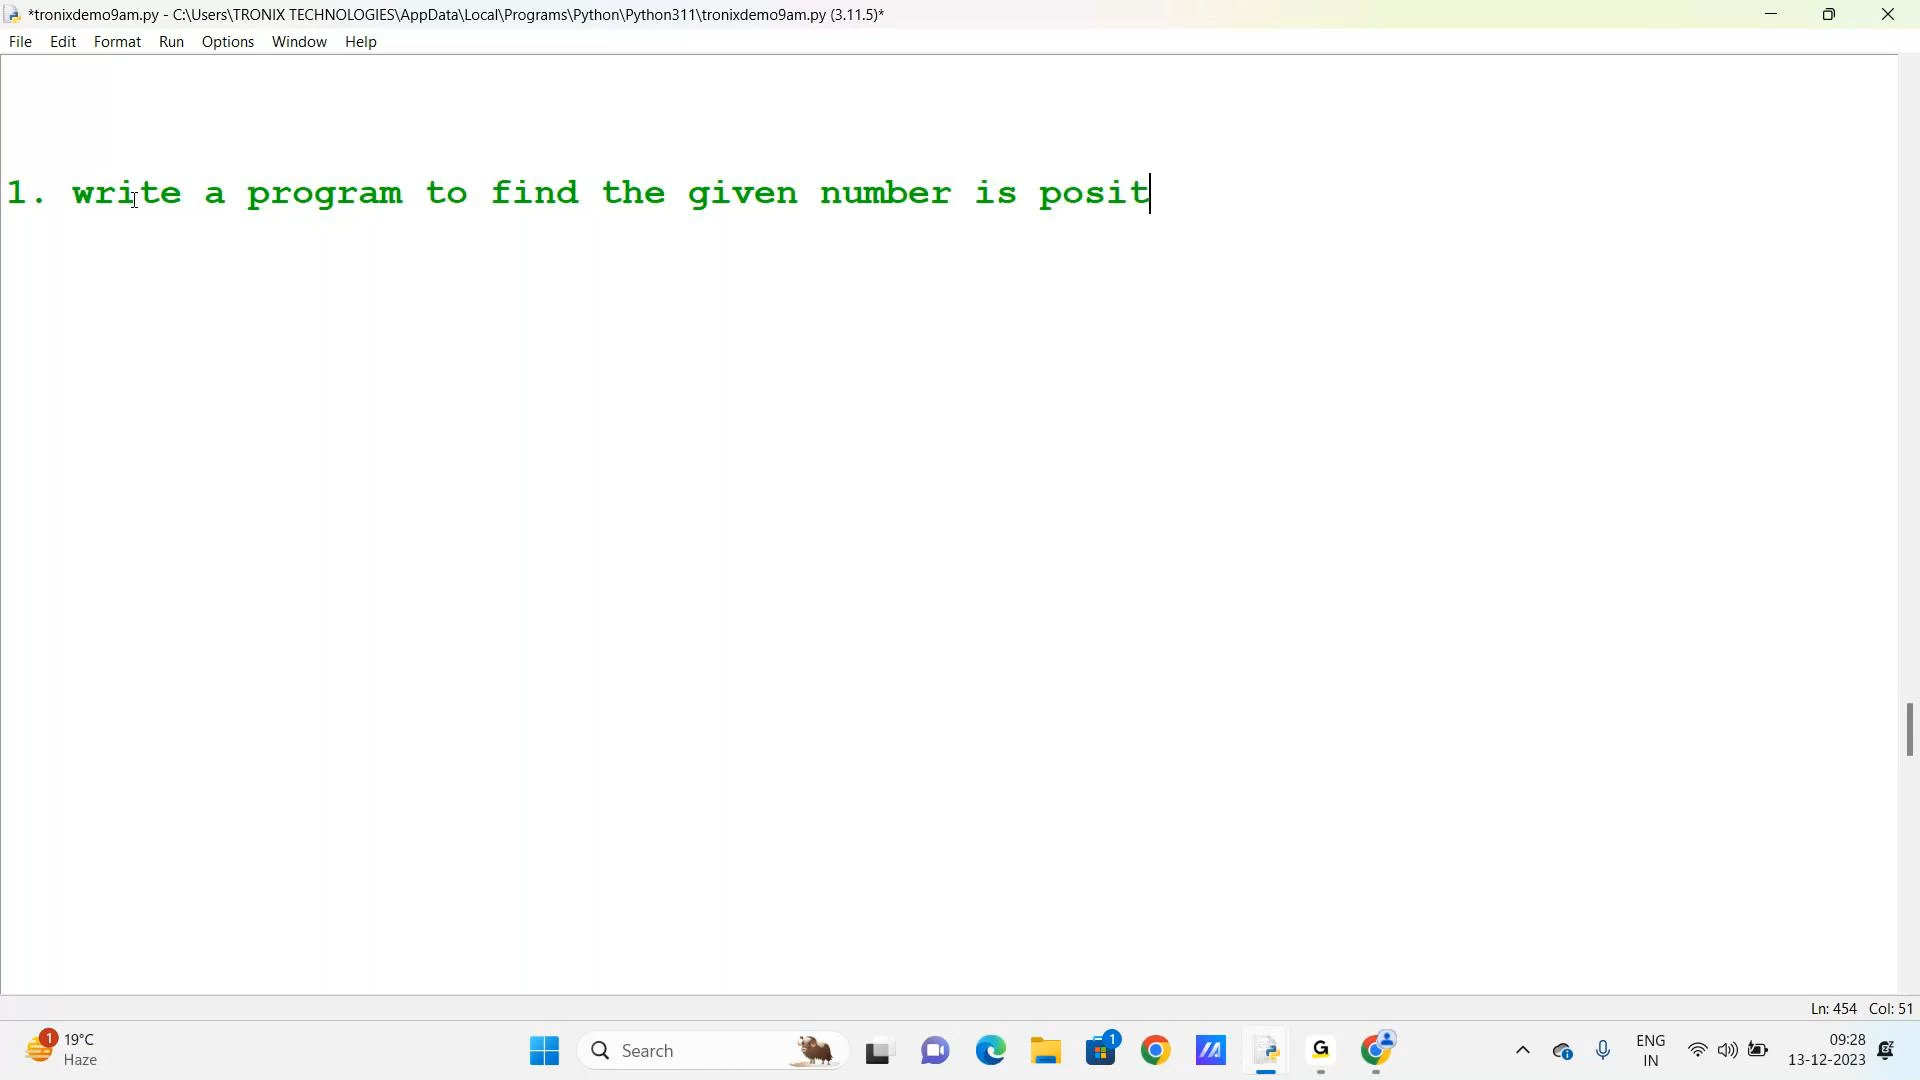 *tronixdemo9am.py - C:\Users\TRONIX TECHNOLOGIES\AppData\Local\Programs\Python\Python311\tronixdemo9am.py (3.11.5)*
File Edit Format Run Options Window Help
1. write a program to find the given number is posit
Ln: 454 Col: 51
1 19°C
Haze
Search
1
G
ENG
IN
09:28
13-12-2023